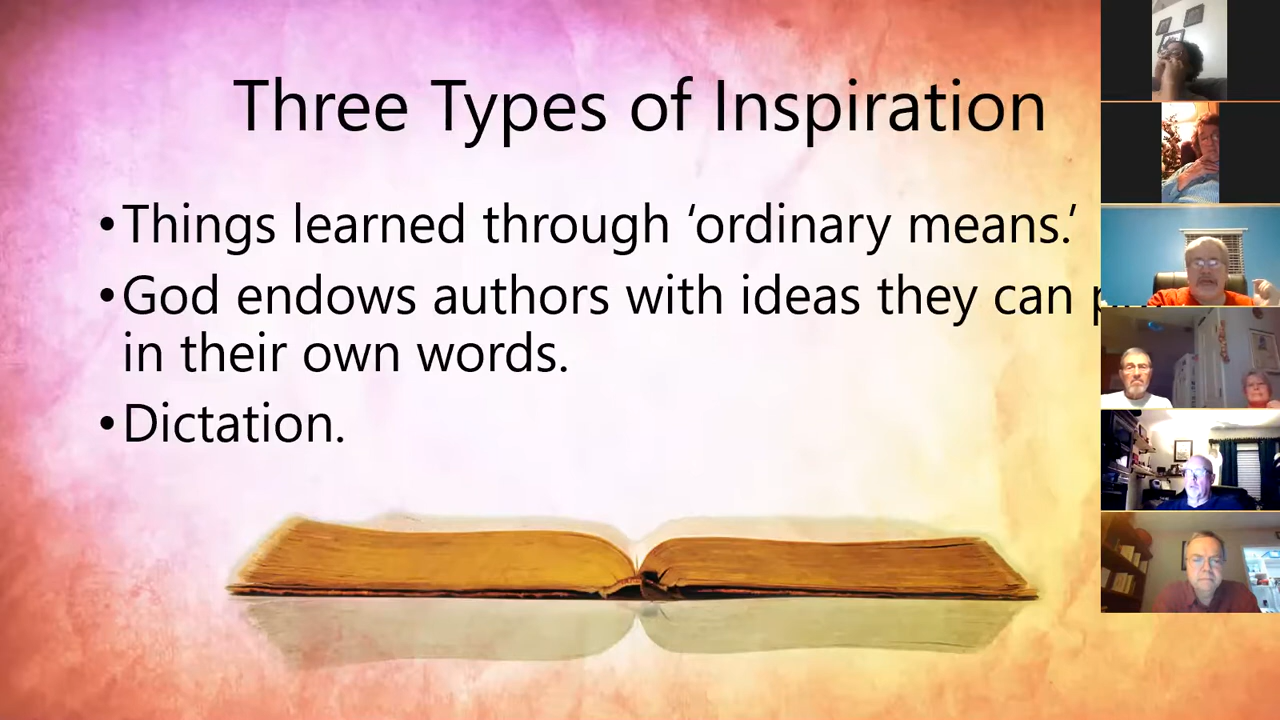 Three Types of Inspiration
•Things learned through ‘ordinary means.’
•God endows authors with ideas they can
in their own words.
•Dictation.